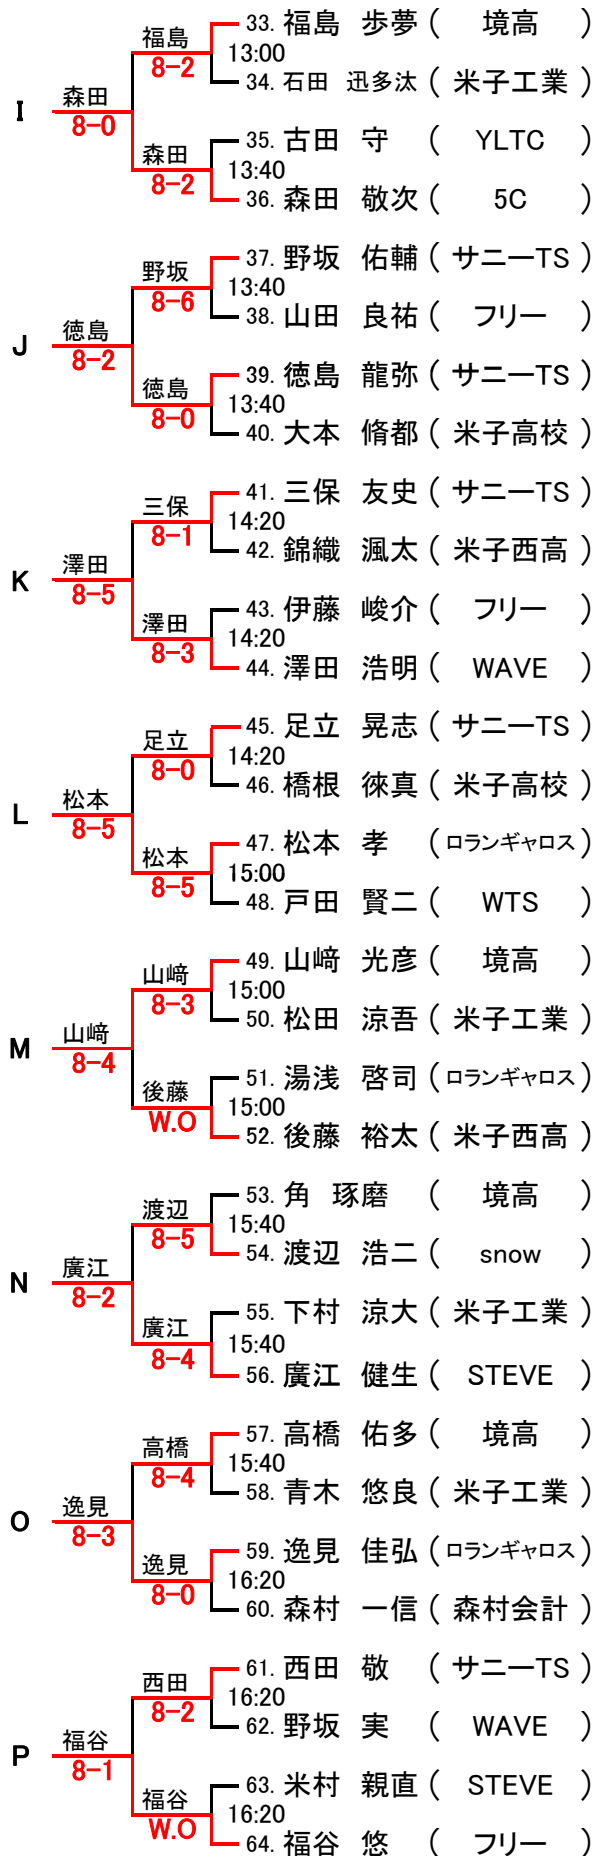 33. 福島 歩夢 ( 境高 )
福島 13:00
8-2
34. 石田 迅多汰 ( 米子工業 )
I 森田
8-0
35. 古田 守 ( YLTC )
森田 13:40
8-2
36. 森田 敬次 ( 5C )
37. 野坂 佑輔 ( サニーTS )
野坂 13:40
8-6
38. 山田 良祐 ( フリー )
J 徳島
8-2
39. 徳島 龍弥 ( サニーTS )
徳島 13:40
8-0
40. 大本 脩都 ( 米子高校 )
41. 三保 友史 ( サニーTS )
三保 14:20
8-1
42. 錦織 渢太 ( 米子西高 )
K 澤田
8-5
43. 伊藤 峻介 ( フリー )
澤田 14:20
8-3
44. 澤田 浩明 ( WAVE )
45. 足立 晃志 ( サニーTS )
足立 14:20
8-0
46. 橋根 徠真 ( 米子高校 )
L 松本
8-5
47. 松本 孝 ( ロランギャロス )
松本 15:00
8-5
48. 戸田 賢二 ( WTS )
49. 山﨑 光彦 ( 境高 )
山﨑 15:00
8-3
50. 松田 涼吾 ( 米子工業 )
M 山﨑
8-4
51. 湯浅 啓司 ( ロランギャロス )
後藤 15:00
W.O
52. 後藤 裕太 ( 米子西高 )
53. 角 琢磨 ( 境高 )
渡辺 15:40
8-5
54. 渡辺 浩二 ( snow )
N 廣江
8-2
55. 下村 涼大 ( 米子工業 )
廣江 15:40
8-4
56. 廣江 健生 ( STEVE )
57. 高橋 佑多 ( 境高 )
高橋 15:40
8-4
58. 青木 悠良 ( 米子工業 )
O 逸見
8-3
59. 逸見 佳弘 ( ロランギャロス )
逸見 16:20
8-0
60. 森村 一信 ( 森村会計 )
61. 西田 敬 ( サニーTS )
西田 16:20
8-2
62. 野坂 実 ( WAVE )
P 福谷
8-1
63. 米村 親直 ( STEVE )
福谷 16:20
W.O
64. 福谷 悠 ( フリー )